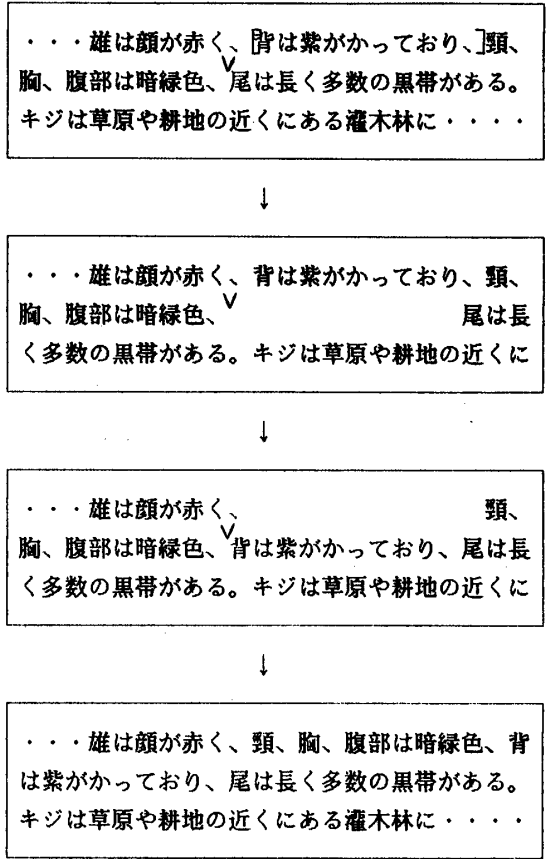 ・・・雄は顔が赤く、[背は紫がかっており、]頸、
胸、腹部は暗緑色、∨尾は長く多数の黒帯がある。
キジは草原や耕地の近くにある灌木林に・・・・
↓
・・・雄は顔が赤く、背は紫がかっており、頸、
胸、腹部は暗緑色、∨ 尾は長
く多数の黒帯がある。キジは草原や耕地の近くに
↓
・・・雄は顔が赤く、 頸、
胸、腹部は暗緑色、∨背は紫がかっており、尾は長
く多数の黒帯がある。キジは草原や耕地の近くに
↓
・・・雄は顔が赤く、頸、胸、腹部は暗緑色、背
は紫がかっており、尾は長く多数の黒帯がある。
キジは草原や耕地の近くにある灌木林に・・・・